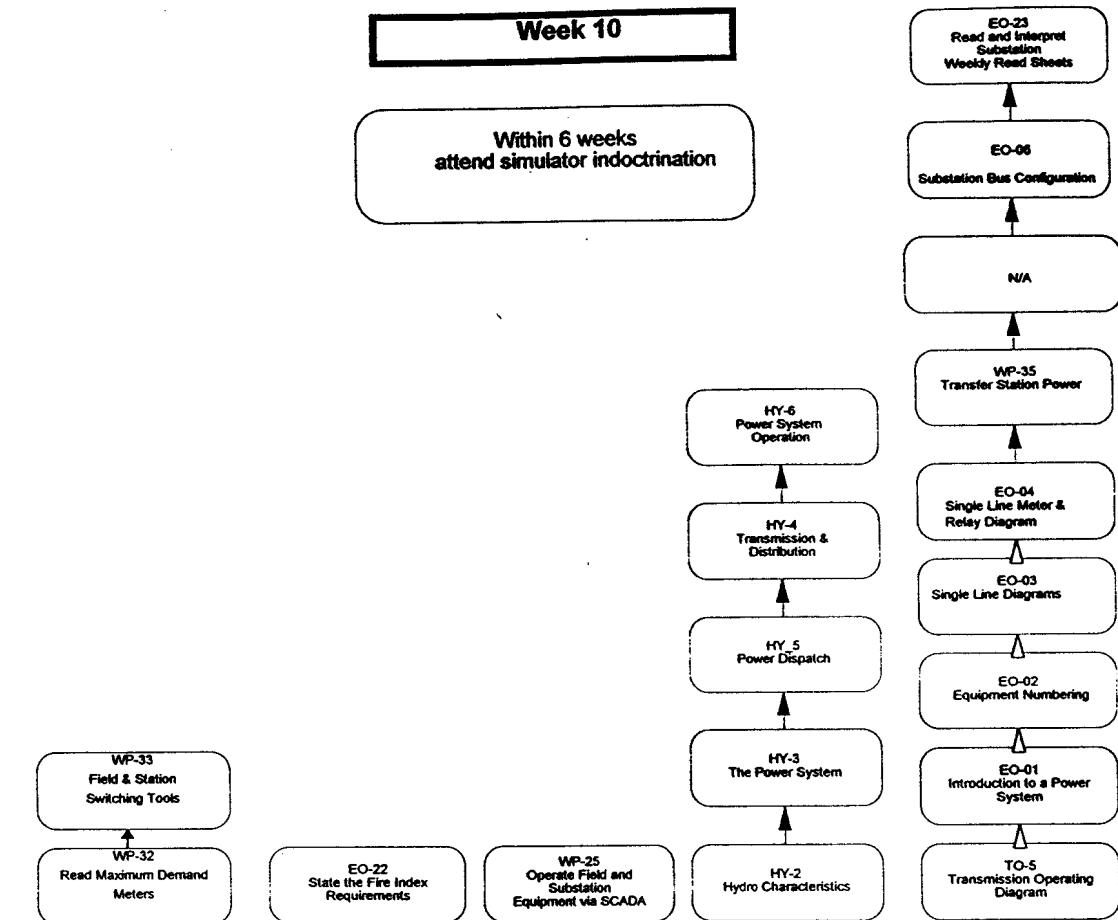 Week 10
Within 6 weeks
attend simulator indoctrination
EO-23
Read and Interpret
Substation
Weekly Read Sheets
EO-06
Substation Bus Configuration
N/A
WP-35
Transfer Station Power
HY-6
Power System
Operation
EO-04
Single Line Meter &
Relay Diagram
HY-4
Transmission &
Distribution
EO-03
Single Line Diagrams
HY_5
Power Dispatch
EO-02
Equipment Numbering
WP-33
Field & Station
Switching Tools
HY-3
The Power System
EO-01
Introduction to a Power
System
WP-32
Read Maximum Demand
Meters
EO-22
State the Fire Index
Requirements
WP-25
Operate Field and
Substation
Equipment via SCADA
HY-2
Hydro Characteristics
TO-5
Transmission Operating
Diagram